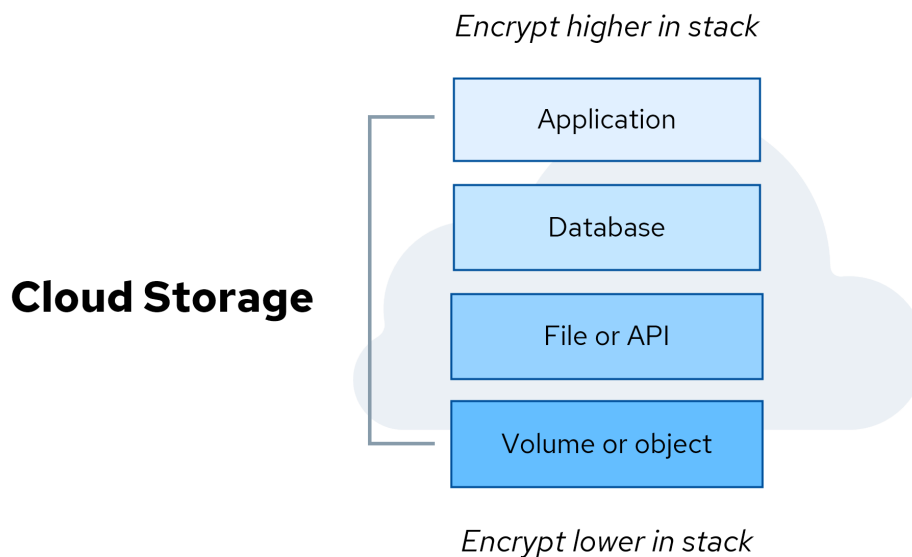 Encrypt higher in stack
Application
Database
Cloud Storage
File or API
Volume or object
Encrypt lower in stack